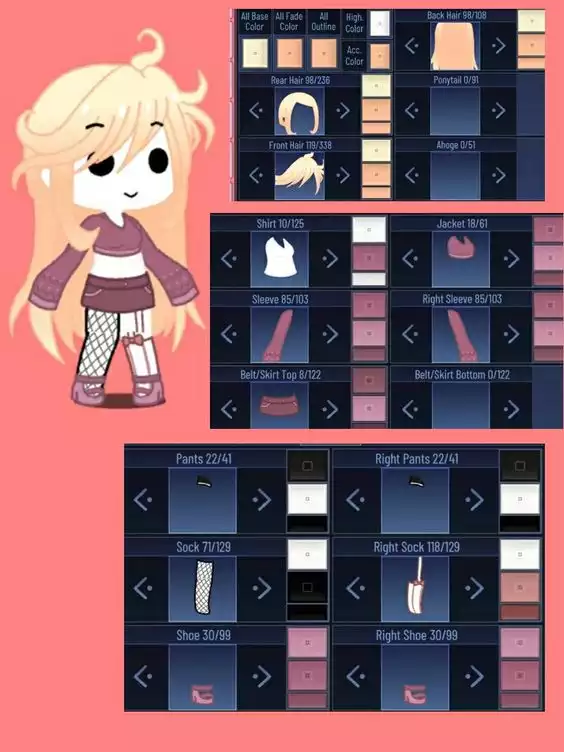 All Base Color
All Fade Color
All Outline
High. Color
Acc. Color
Back Hair 98/108
Rear Hair 98/236
Ponytail 0/91
Front Hair 119/338
Ahoge 0/51
Shirt 10/125
Jacket 18/61
Sleeve 85/103
Right Sleeve 85/103
Belt/Skirt Top 8/122
Belt/Skirt Bottom 0/122
Pants 22/41
Right Pants 22/41
Sock 71/129
Right Sock 118/129
Shoe 30/99
Right Shoe 30/99